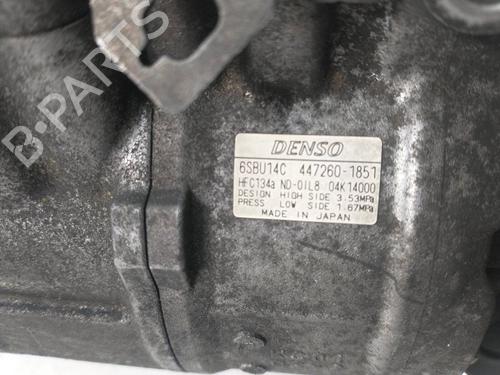 DENSO
6SBU14C 447260-1851
HFC134a ND-OIL8 04K14000
DESIGN HIGH SIDE 3.53MPa
PRESS LOW SIDE 1.67MPa
MADE IN JAPAN
B-PARTS